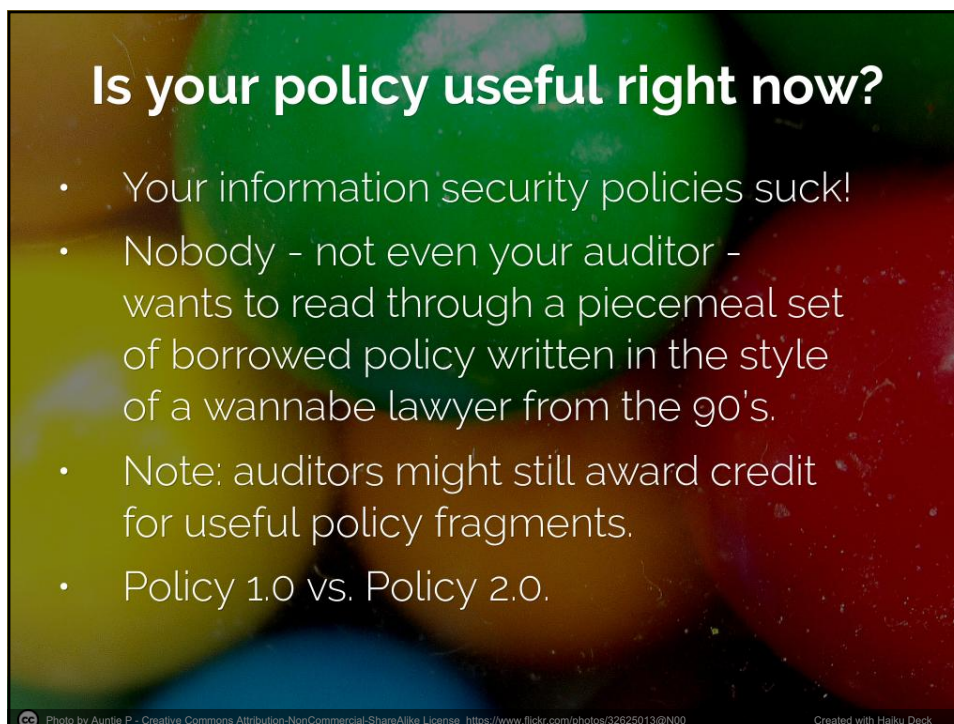 Is your policy useful right now?
• Your information security policies suck!
• Nobody - not even your auditor -
wants to read through a piecemeal set
of borrowed policy written in the style
of a wannabe lawyer from the 90's.
• Note: auditors might still award credit
for useful policy fragments.
• Policy 1.0 vs. Policy 2.0.
cc Photo by Auntie P - Creative Commons Attribution-NonCommercial-ShareAlike License https://www.flickr.com/photos/32625013@N00 Created with Haiku Deck